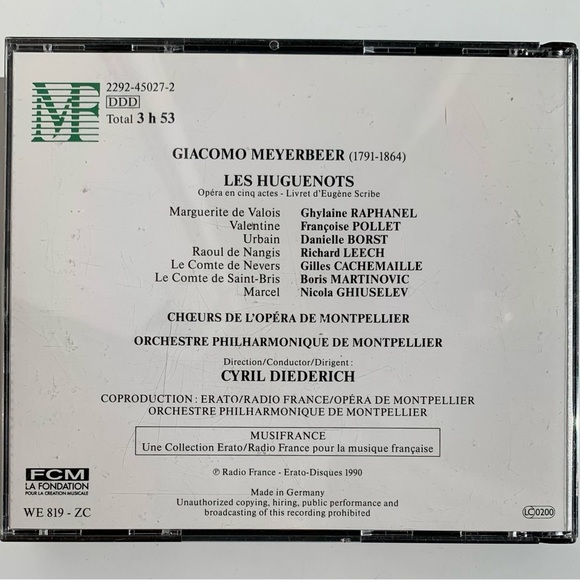 MF
2292-45027-2
DDD
Total 3 h 53
GIACOMO MEYERBEER (1791-1864)
LES HUGUENOTS
Opéra en cinq actes - Livret d'Eugène Scribe
Marguerite de Valois Ghylaine RAPHANEL
Valentine Françoise POLLET
Urbain Danielle BORST
Raoul de Nangis Richard LEECH
Le Comte de Nevers Gilles CACHEMAILLE
Le Comte de Saint-Bris Boris MARTINOVIC
Marcel Nicola GHIUSELEV
CHŒURS DE L'OPÉRA DE MONTPELLIER
ORCHESTRE PHILHARMONIQUE DE MONTPELLIER
Direction/Conductor/Dirigent :
CYRIL DIEDERICH
COPRODUCTION : ERATO/RADIO FRANCE/OPÉRA DE MONTPELLIER
ORCHESTRE PHILHARMONIQUE DE MONTPELLIER
MUSIFRANCE
Une Collection Erato/Radio France pour la musique française
℗ Radio France - Erato-Disques 1990
FCM
LA FONDATION
POUR LA CREATION MUSICALE
Made in Germany
Unauthorized copying, hiring, public performance and
broadcasting of this recording prohibited
WE 819 - ZC
LC 0200